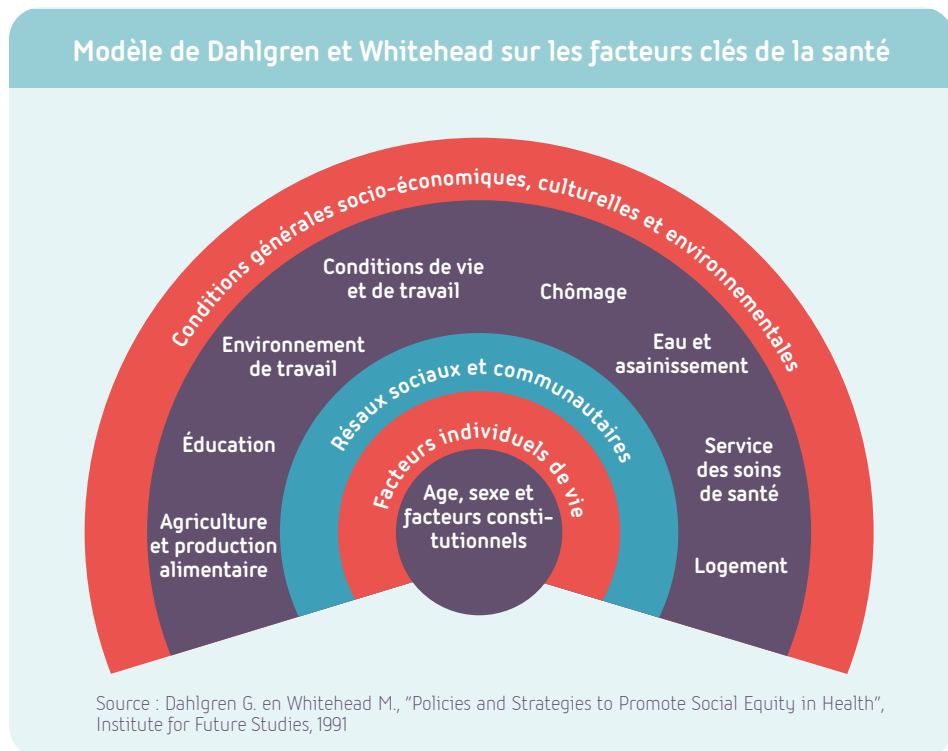 Modèle de Dahlgren et Whitehead sur les facteurs clés de la santé
Conditions générales socio-économiques, culturelles et environnementales
Conditions de vie
et de travail
Chômage
Environnement
de travail
Eau et
asainissement
Éducation
Service
des soins
de santé
Agriculture
et production
alimentaire
Logement
Résaux sociaux et communautaires
Facteurs individuels de vie
Age, sexe et
facteurs consti-
tutionnels
Source : Dahlgren G. en Whitehead M., "Policies and Strategies to Promote Social Equity in Health",
Institute for Future Studies, 1991